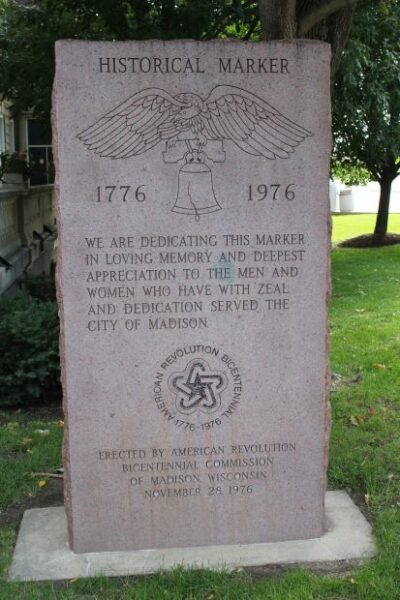 HISTORICAL MARKER
1776 1976
WE ARE DEDICATING THIS MARKER
IN LOVING MEMORY AND DEEPEST
APPRECIATION TO THE MEN AND
WOMEN WHO HAVE WITH ZEAL
AND DEDICATION SERVED THE
CITY OF MADISON.
AMERICAN REVOLUTION BICENTENNIAL
1776-1976
ERECTED BY AMERICAN REVOLUTION
BICENTENNIAL COMMISSION
OF MADISON, WISCONSIN
NOVEMBER 28, 1976